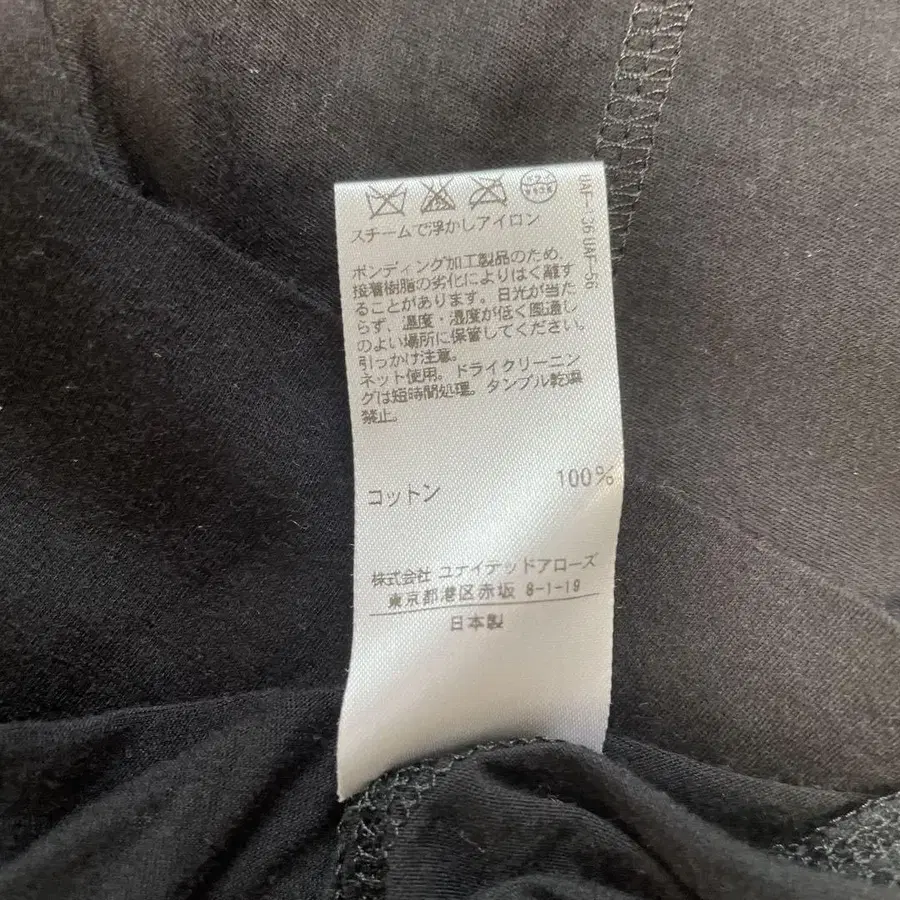 スチームで浮かしアイロン
ボンディング加工製品のため、
接着樹脂の劣化によりはく離す
ることがあります。日光が当た
らず、温度・湿度が低く風通し
のよい場所に保管してください。
引っかけ注意。
ネット使用。ドライクリーニン
グは短時間処理。タンブル乾燥
禁止。
コットン 100%
株式会社 ユナイテッドアローズ
東京都港区赤坂 8-1-19
日本製